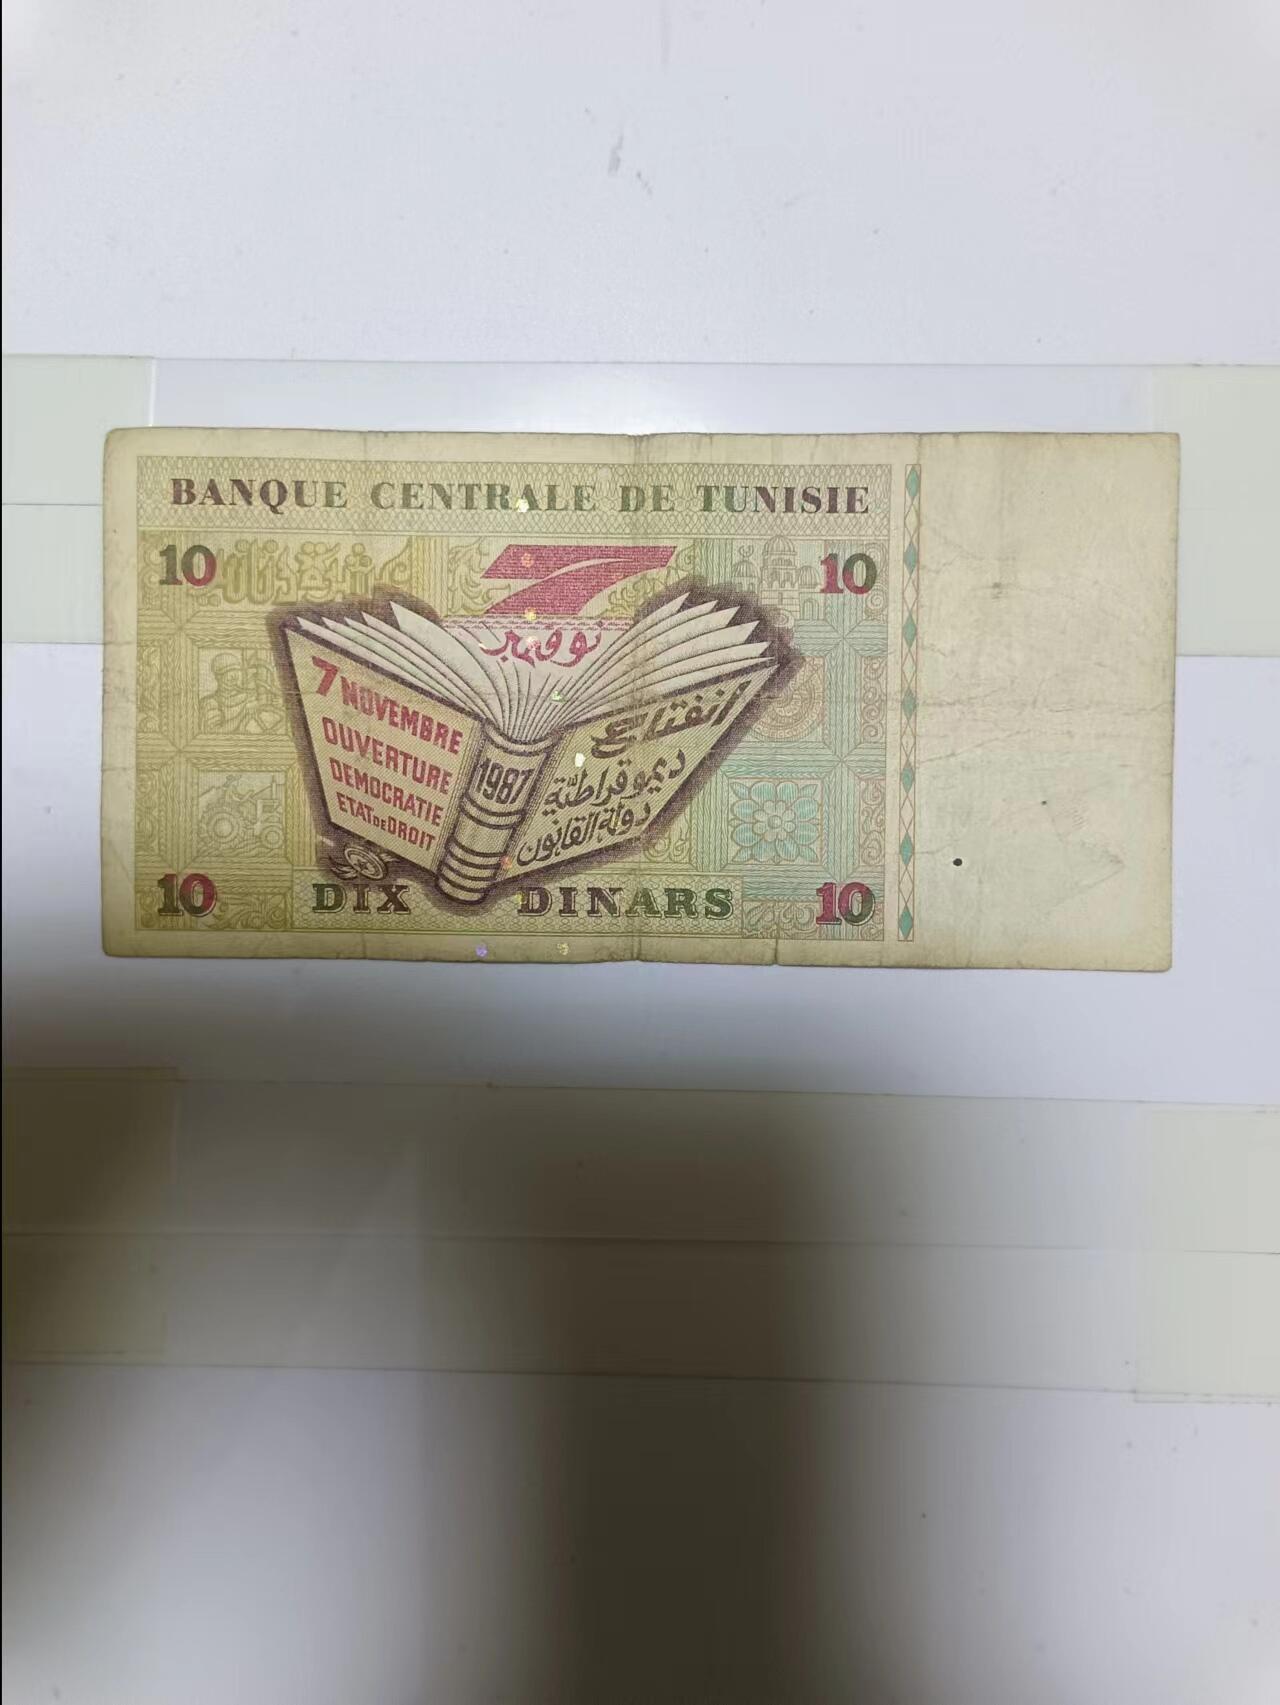 BANQUE CENTRALE DE TUNISIE
10
10
7
نوفمبر
7 NOVEMBRE
OUVERTURE
DEMOCRATIE
ETAT DE DROIT
1987
انفتاح
ديموقراطية
دولة القانون
10
DIX DINARS
10